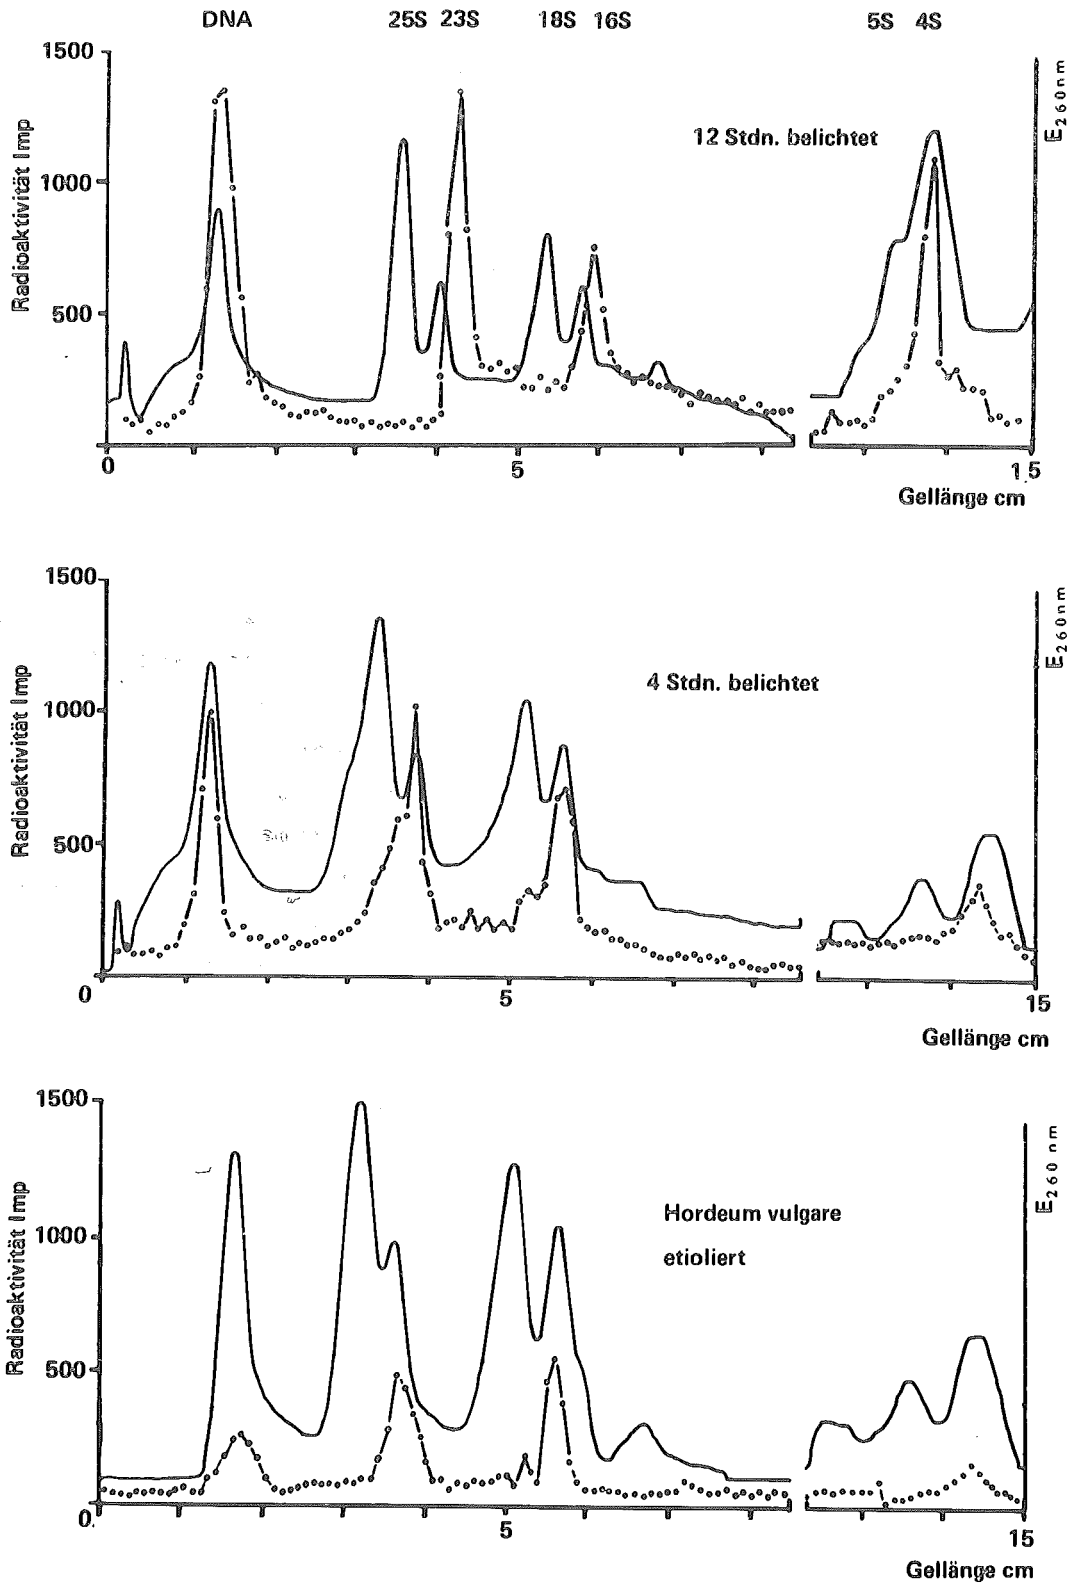 DNA 25S 23S 18S 16S 5S 4S
1500
1000
500
0 5 15
Radioaktivität Imp
E260nm
12 Stdn. belichtet
Gellänge cm
1500
1000
500
0 5 15
Radioaktivität Imp
E260nm
4 Stdn. belichtet
Gellänge cm
1500
1000
500
0 5 15
Radioaktivität Imp
E260 nm
Hordeum vulgare
etioliert
Gellänge cm